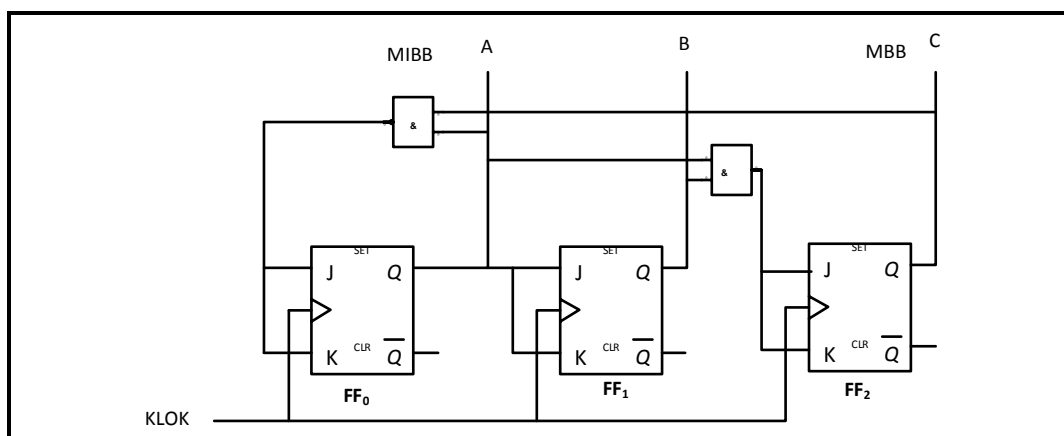 MIBB A B MBB C
&
&
SET SET SET
J Q J Q J Q
K CLR Q K CLR Q K CLR Q
FF₀ FF₁ FF₂
KLOK